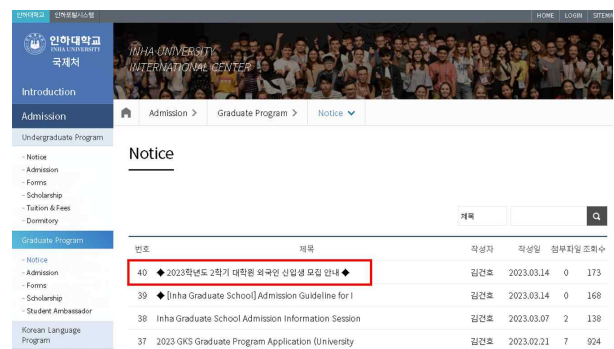 인하대학교 인하포털시스템
HOME LOGIN SITEMA
인하대학교
INHA UNIVERSITY
국제처
INHA UNIVERSITY
INTERNATIONAL CENTER
Introduction
Admission
Admission > Graduate Program > Notice
Undergraduate Program
- Notice
- Admission
- Forms
- Scholarship
- Tuition & Fees
- Dormitory
Graduate Program
- Notice
- Admission
- Forms
- Scholarship
- Student Ambassador
Korean Language
Program
Notice
제목
번호 제목 작성자 작성일 첨부파일 조회수
40 ◆ 2023학년도 2학기 대학원 외국인 신입생 모집 안내 ◆ 김건호 2023.03.14 0 173
39 ◆ [Inha Graduate School] Admission Guideline for I 김건호 2023.03.14 0 168
38 Inha Graduate School Admission Information Session 김건호 2023.03.07 2 138
37 2023 GKS Graduate Program Application (University 김건호 2023.02.21 7 924